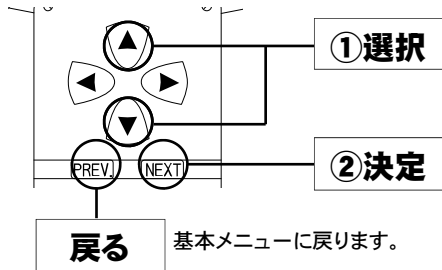 ①選択
PREV.
NEXT
②決定
戻る
基本メニューに戻ります。